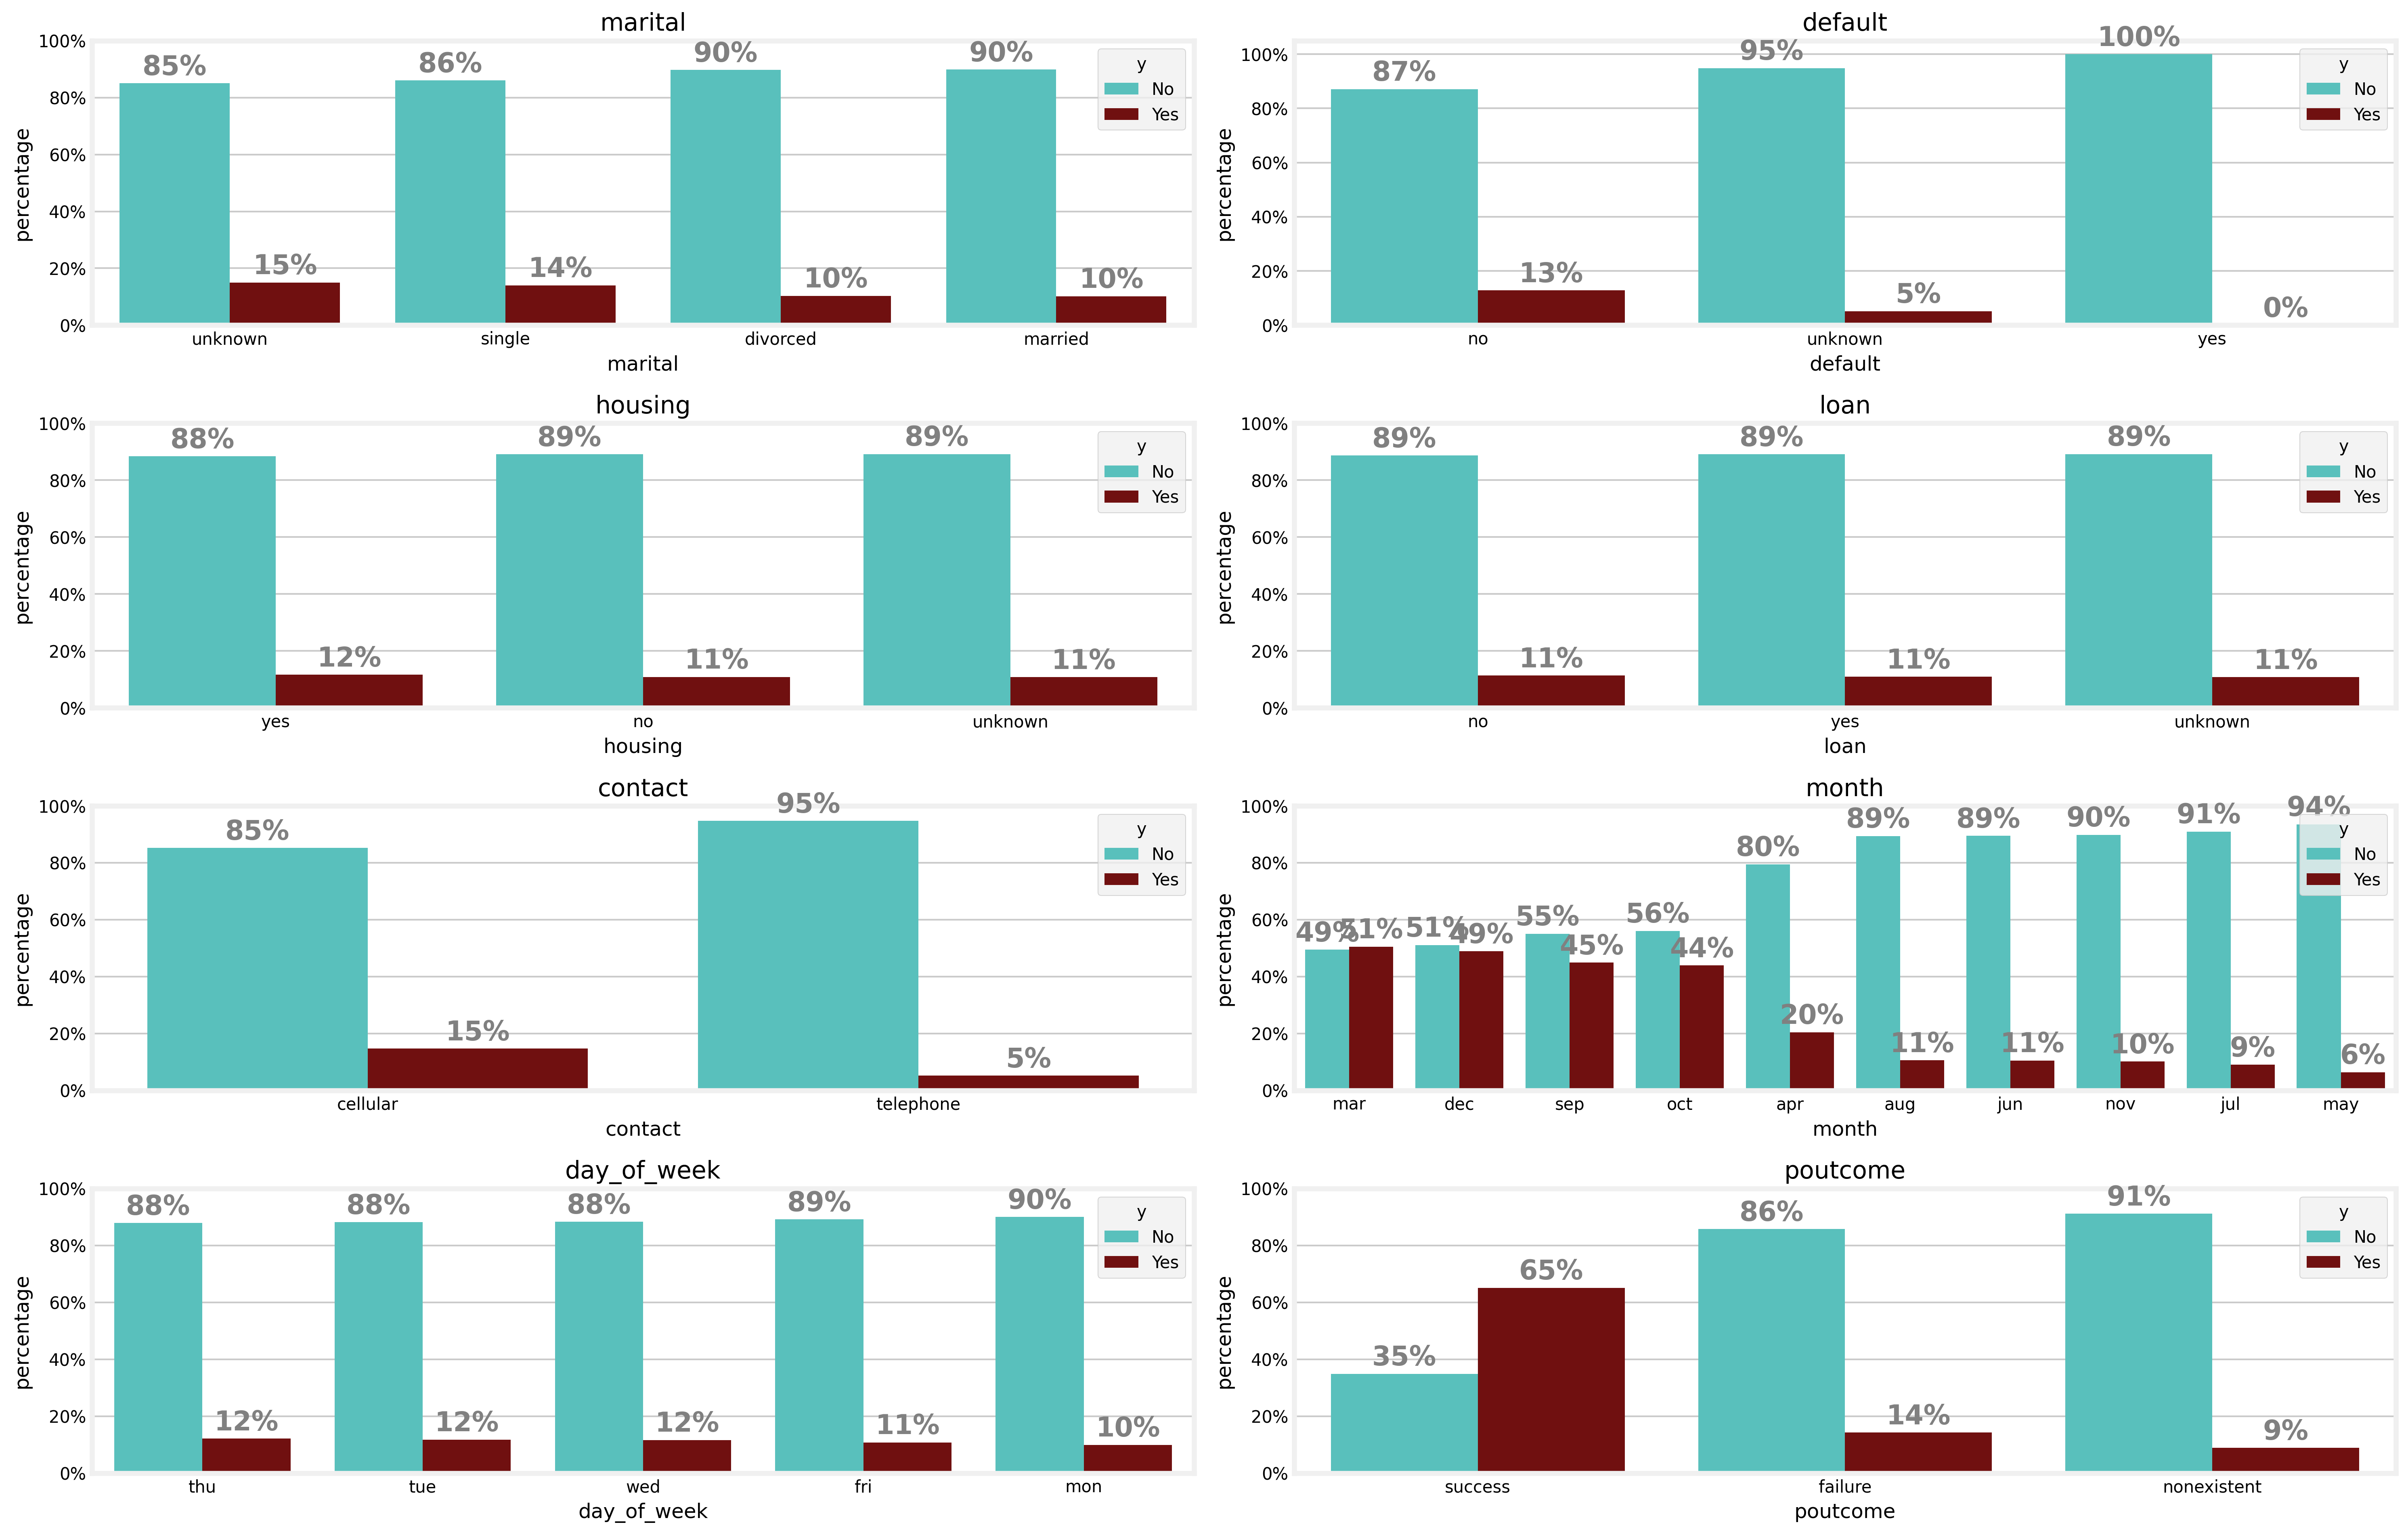 marital
100%
80%
60%
40%
20%
0%
percentage
85%
86%
90%
90%
15%
14%
10%
10%
y
No
Yes
unknown single divorced married
marital
default
100%
80%
60%
40%
20%
0%
percentage
87%
95%
100%
13%
5%
0%
y
No
Yes
no unknown yes
default
housing
100%
80%
60%
40%
20%
0%
percentage
88%
89%
89%
12%
11%
11%
y
No
Yes
yes no unknown
housing
loan
100%
80%
60%
40%
20%
0%
percentage
89%
89%
89%
11%
11%
11%
y
No
Yes
no yes unknown
loan
contact
100%
80%
60%
40%
20%
0%
percentage
85%
95%
15%
5%
y
No
Yes
cellular telephone
contact
month
100%
80%
60%
40%
20%
0%
percentage
49%
51%
51%
49%
55%
45%
56%
44%
80%
20%
89%
11%
89%
11%
90%
10%
91%
9%
94%
6%
y
No
Yes
mar dec sep oct apr aug jun nov jul may
month
day_of_week
100%
80%
60%
40%
20%
0%
percentage
88%
88%
88%
89%
90%
12%
12%
12%
11%
10%
y
No
Yes
thu tue wed fri mon
day_of_week
poutcome
100%
80%
60%
40%
20%
0%
percentage
35%
65%
86%
14%
91%
9%
y
No
Yes
success failure nonexistent
poutcome